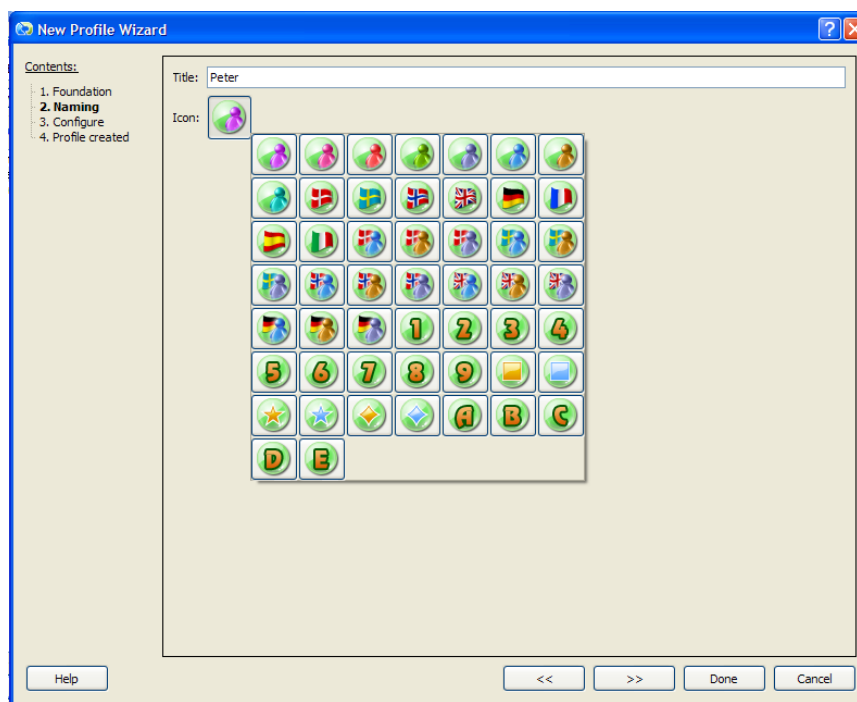 New Profile Wizard
Contents:
1. Foundation
2. Naming
3. Configure
4. Profile created
Title: Peter
Icon:
1 2 3 4
5 6 7 8 9
A B C
D E
Help << >> Done Cancel